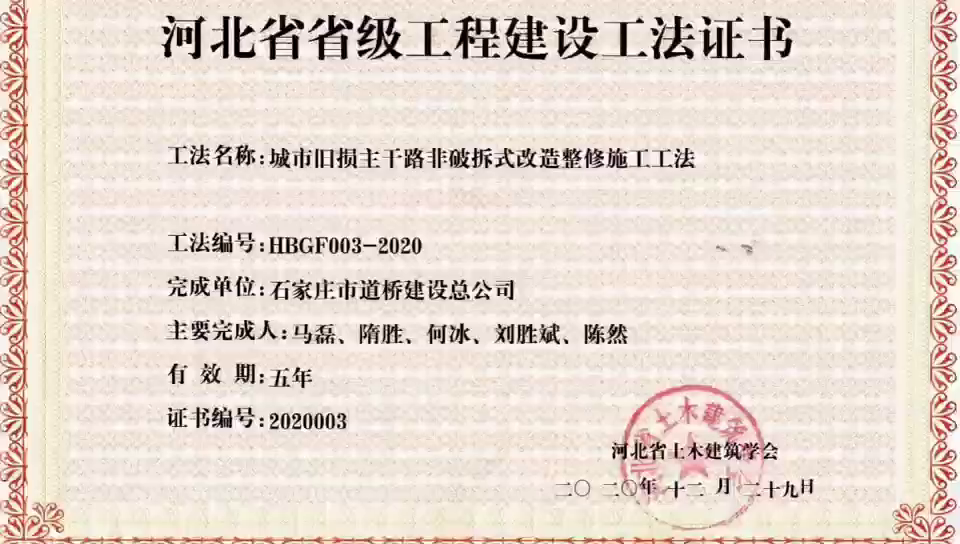 河北省省级工程建设工法证书
工法名称:城市旧损主干路非破拆式改造整修施工工法
工法编号:HBGF003-2020
完成单位:石家庄市道桥建设总公司
主要完成人:马磊、隋胜、何冰、刘胜斌、陈然
有 效 期:五年
证书编号:2020003
河北省土木建筑学会
二〇二〇年十二月二十九日